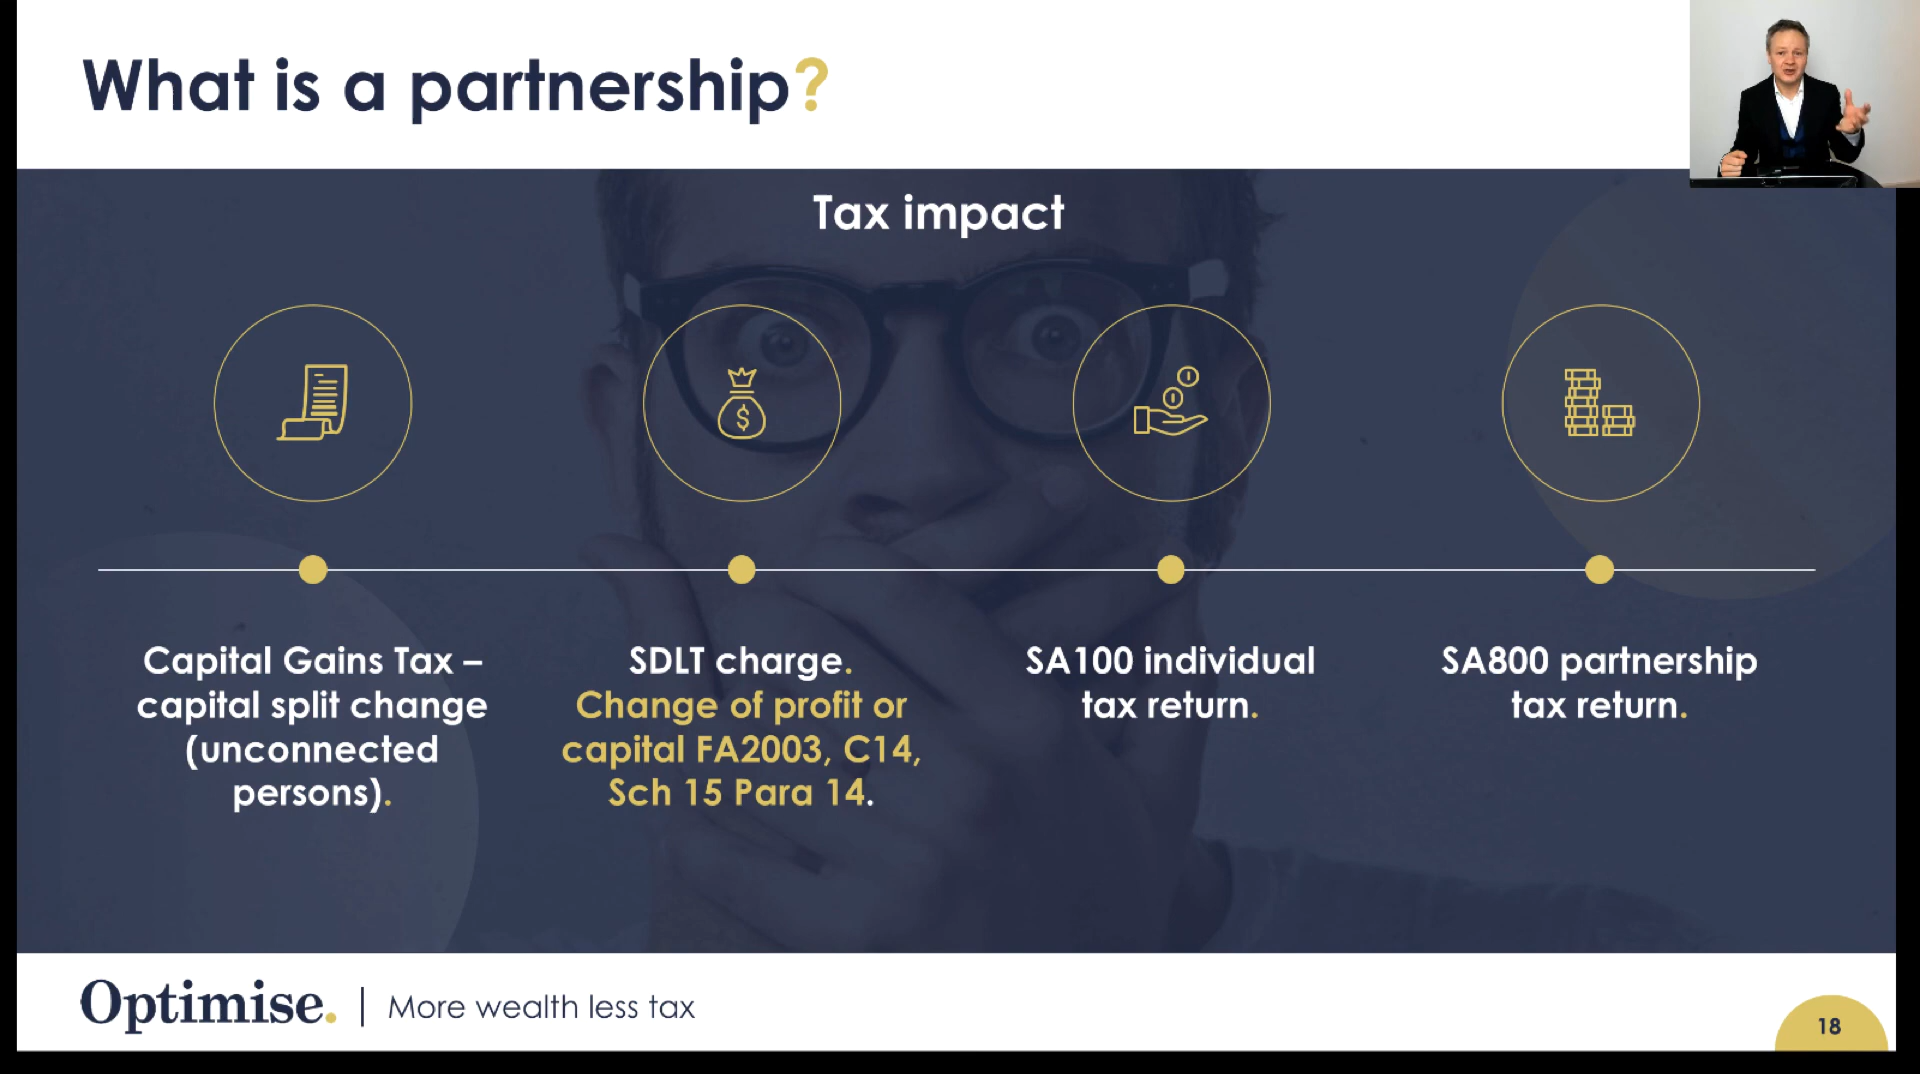 What is a partnership?
Tax impact
Capital Gains Tax –
capital split change
(unconnected
persons).
SDLT charge.
Change of profit or
capital FA2003, C14,
Sch 15 Para 14.
SA100 individual
tax return.
SA800 partnership
tax return.
Optimise. | More wealth less tax
18